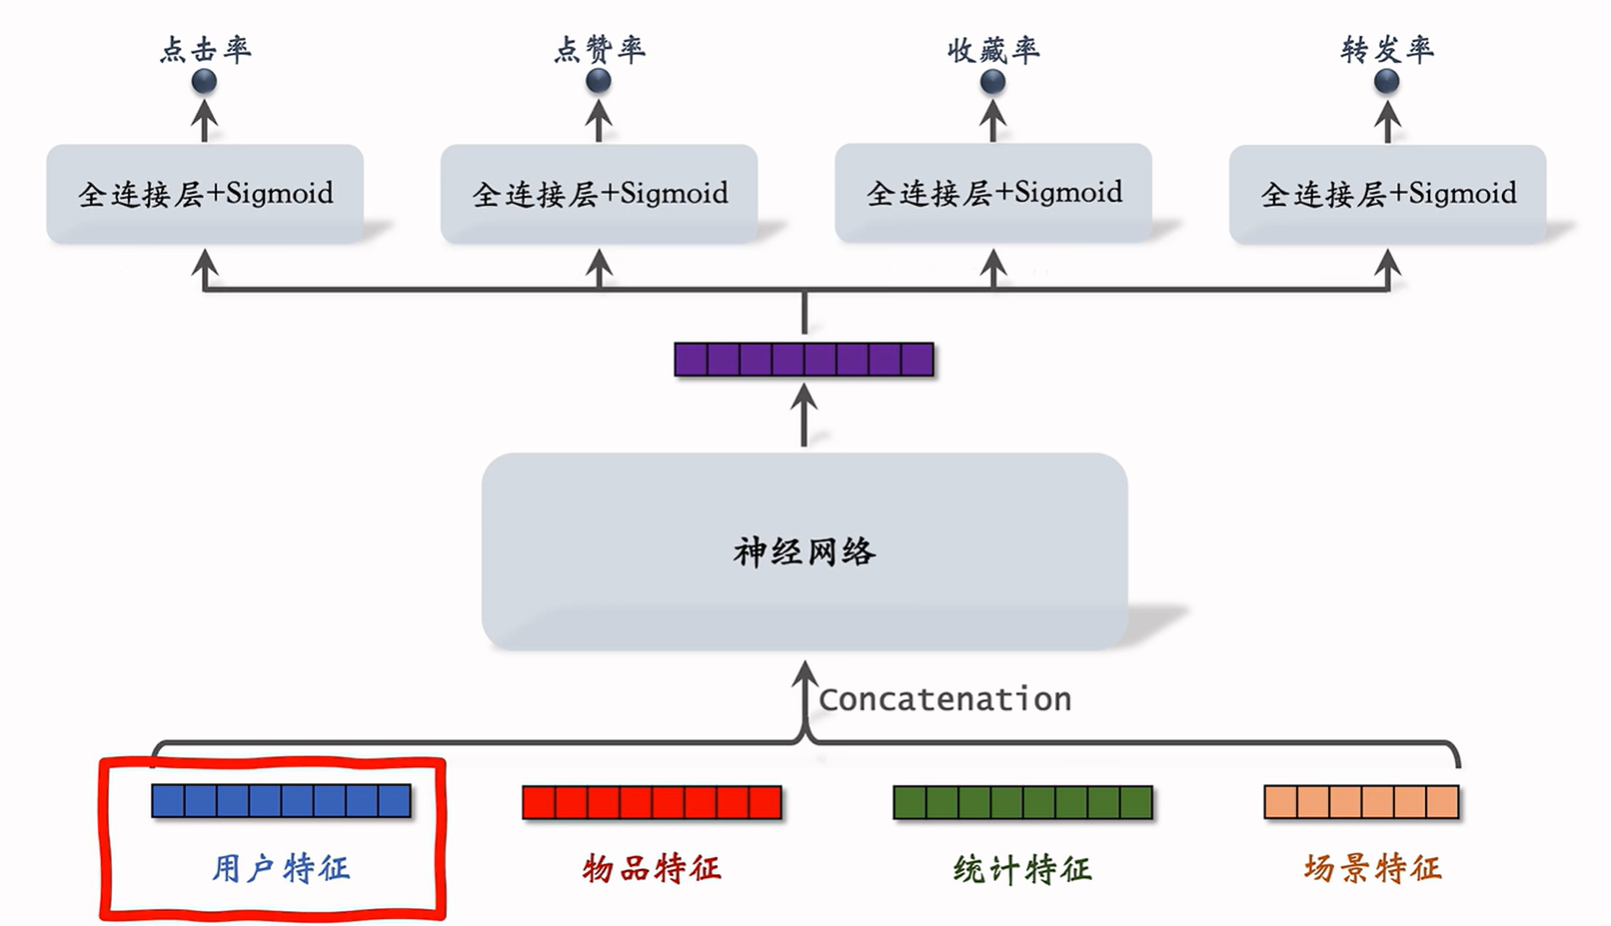 点击率
点赞率
收藏率
转发率
全连接层+Sigmoid
全连接层+Sigmoid
全连接层+Sigmoid
全连接层+Sigmoid
神经网络
Concatenation
用户特征
物品特征
统计特征
场景特征